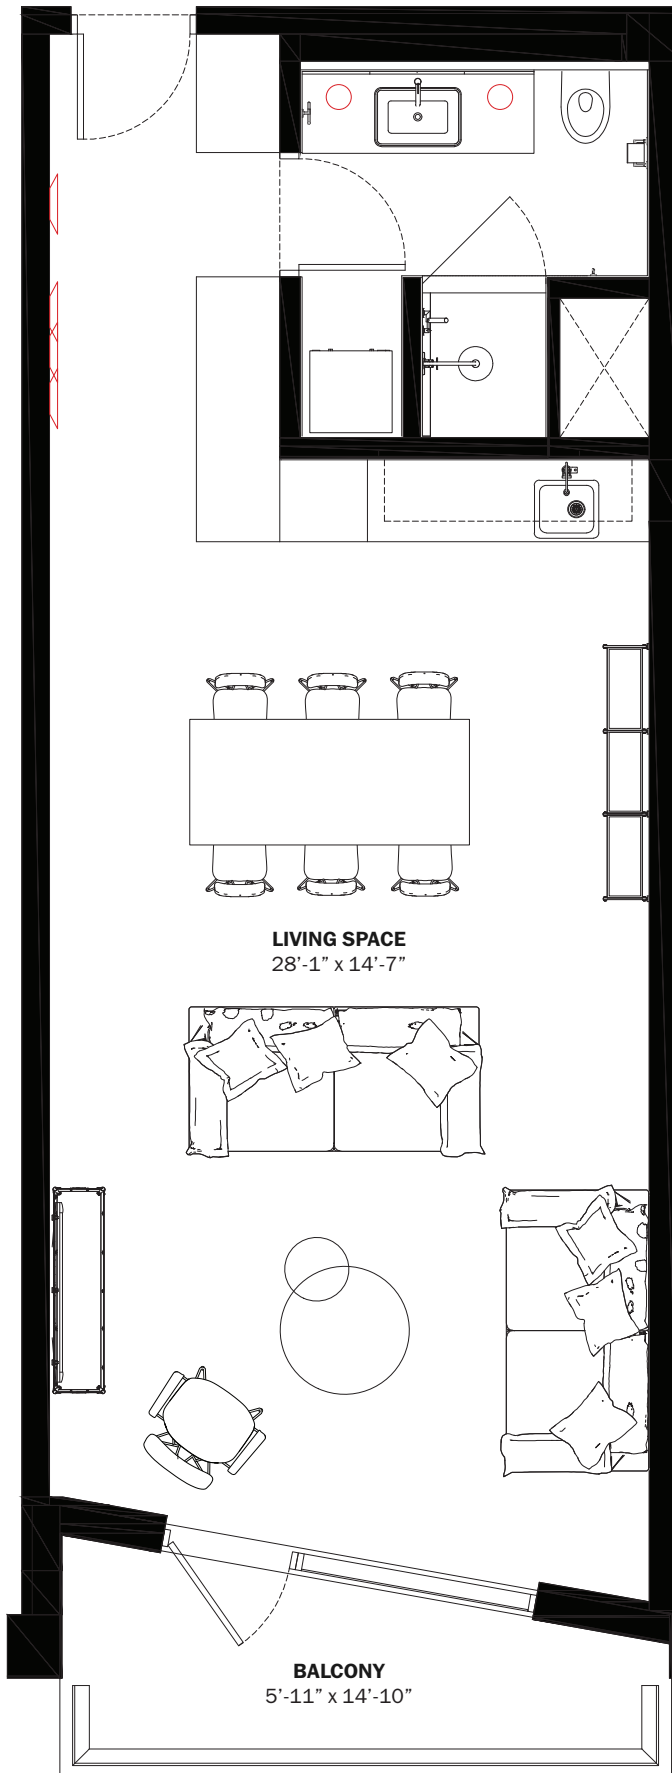 LIVING SPACE
28’-1” x 14’-7”
BALCONY
5’-11” x 14’-10”